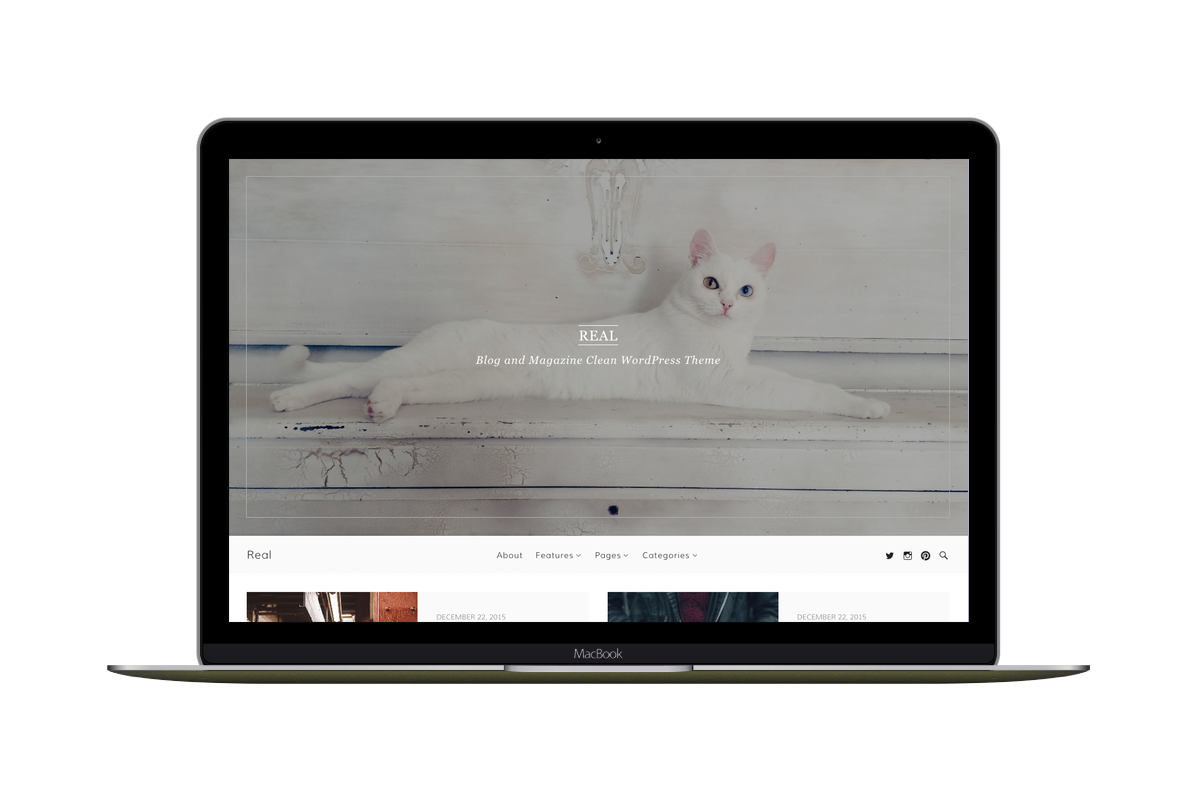 REAL
Blog and Magazine Clean WordPress Theme
Real
About Features Pages Categories
DECEMBER 22, 2015
DECEMBER 22, 2015
MacBook